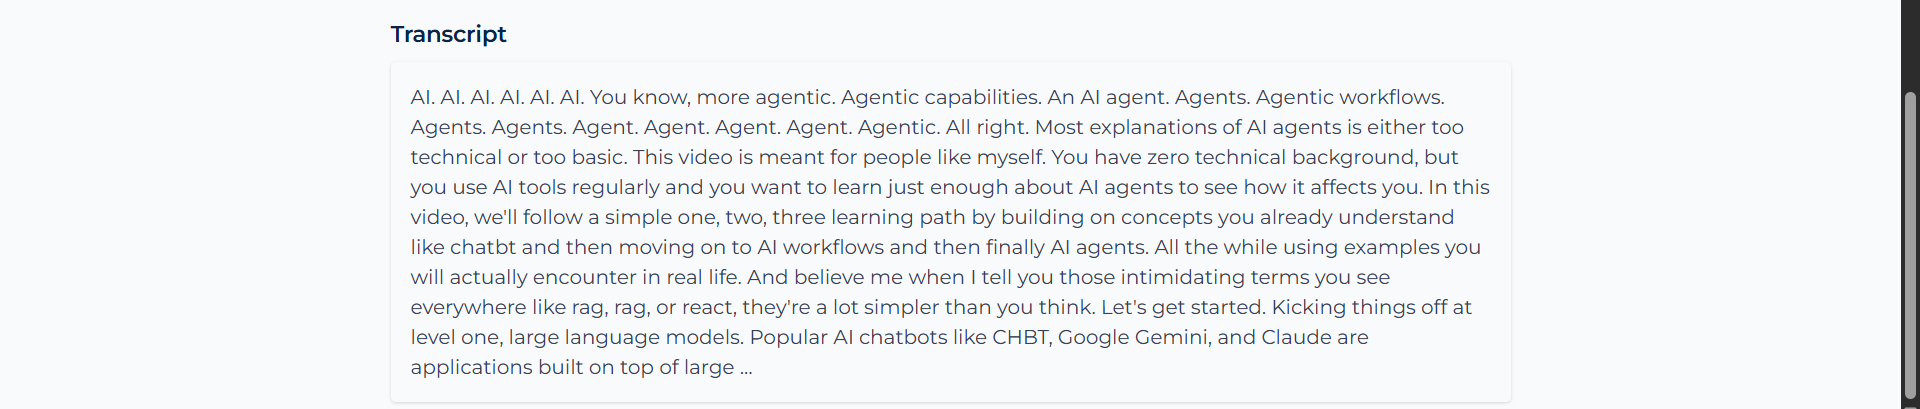 Transcript
AI. AI. AI. AI. AI. AI. You know, more agentic. Agentic capabilities. An AI agent. Agents. Agentic workflows.
Agents. Agents. Agent. Agent. Agent. Agent. Agentic. All right. Most explanations of AI agents is either too
technical or too basic. This video is meant for people like myself. You have zero technical background, but
you use AI tools regularly and you want to learn just enough about AI agents to see how it affects you. In this
video, we'll follow a simple one, two, three learning path by building on concepts you already understand
like chatbt and then moving on to AI workflows and then finally AI agents. All the while using examples you
will actually encounter in real life. And believe me when I tell you those intimidating terms you see
everywhere like rag, rag, or react, they're a lot simpler than you think. Let's get started. Kicking things off at
level one, large language models. Popular AI chatbots like CHBT, Google Gemini, and Claude are
applications built on top of large ...